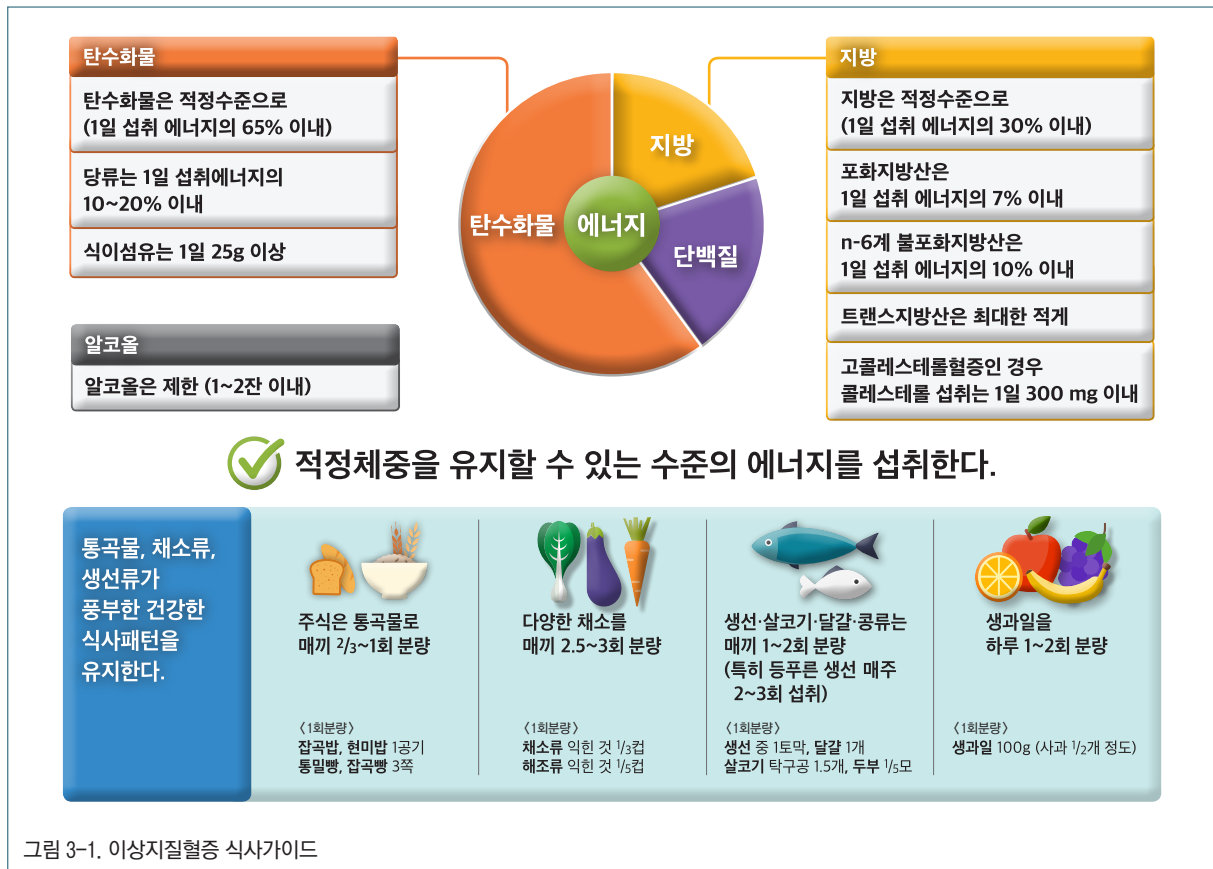 탄수화물
탄수화물은 적정수준으로
(1일 섭취 에너지의 65% 이내)
당류는 1일 섭취에너지의
10~20% 이내
식이섬유는 1일 25g 이상
알코올
알코올은 제한 (1~2잔 이내)
지방
탄수화물
에너지
단백질
지방
지방은 적정수준으로
(1일 섭취 에너지의 30% 이내)
포화지방산은
1일 섭취 에너지의 7% 이내
n-6계 불포화지방산은
1일 섭취 에너지의 10% 이내
트랜스지방산은 최대한 적게
고콜레스테롤혈증인 경우
콜레스테롤 섭취는 1일 300 mg 이내
적정체중을 유지할 수 있는 수준의 에너지를 섭취한다.
통곡물, 채소류,
생선류가
풍부한 건강한
식사패턴을
유지한다.
주식은 통곡물로
매끼 2/3~1회 분량
〈1회분량〉
잡곡밥, 현미밥 1공기
통밀빵, 잡곡빵 3쪽
다양한 채소를
매끼 2.5~3회 분량
〈1회분량〉
채소류 익힌 것 1/3컵
해조류 익힌 것 1/5컵
생선·살코기·달걀·콩류는
매끼 1~2회 분량
(특히 등푸른 생선 매주
2~3회 섭취)
〈1회분량〉
생선 중 1토막, 달걀 1개
살코기 탁구공 1.5개, 두부 1/5모
생과일을
하루 1~2회 분량
〈1회분량〉
생과일 100g (사과 1/2개 정도)
그림 3-1. 이상지질혈증 식사가이드